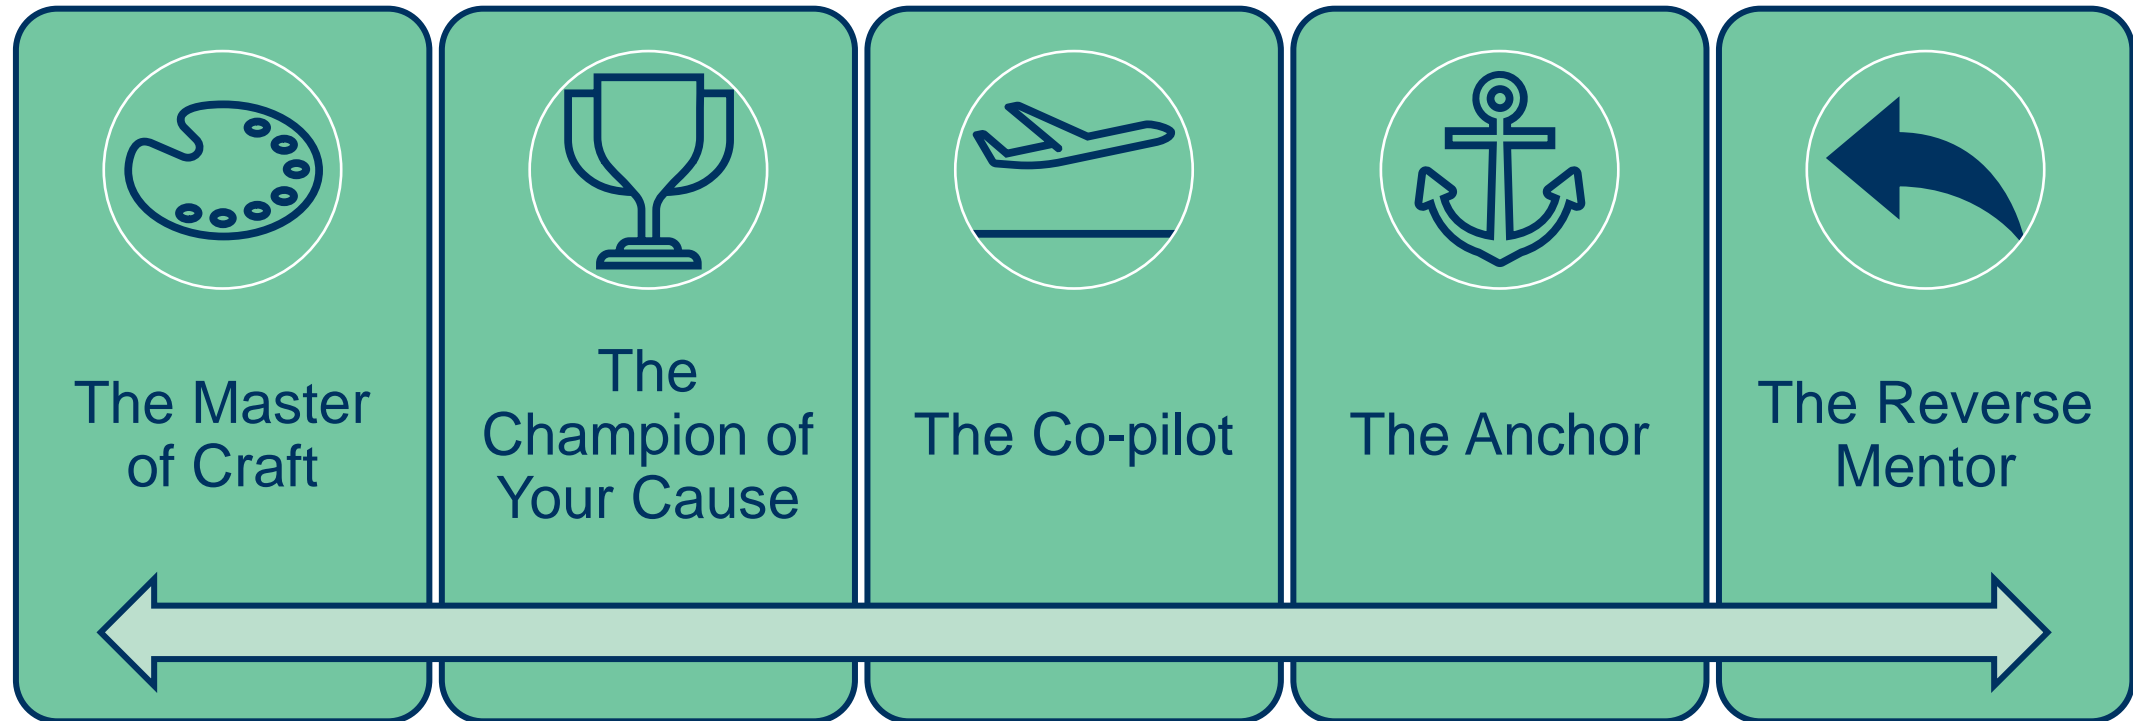 The Master
of Craft
The
Champion of
Your Cause
The Co-pilot
The Anchor
The Reverse
Mentor